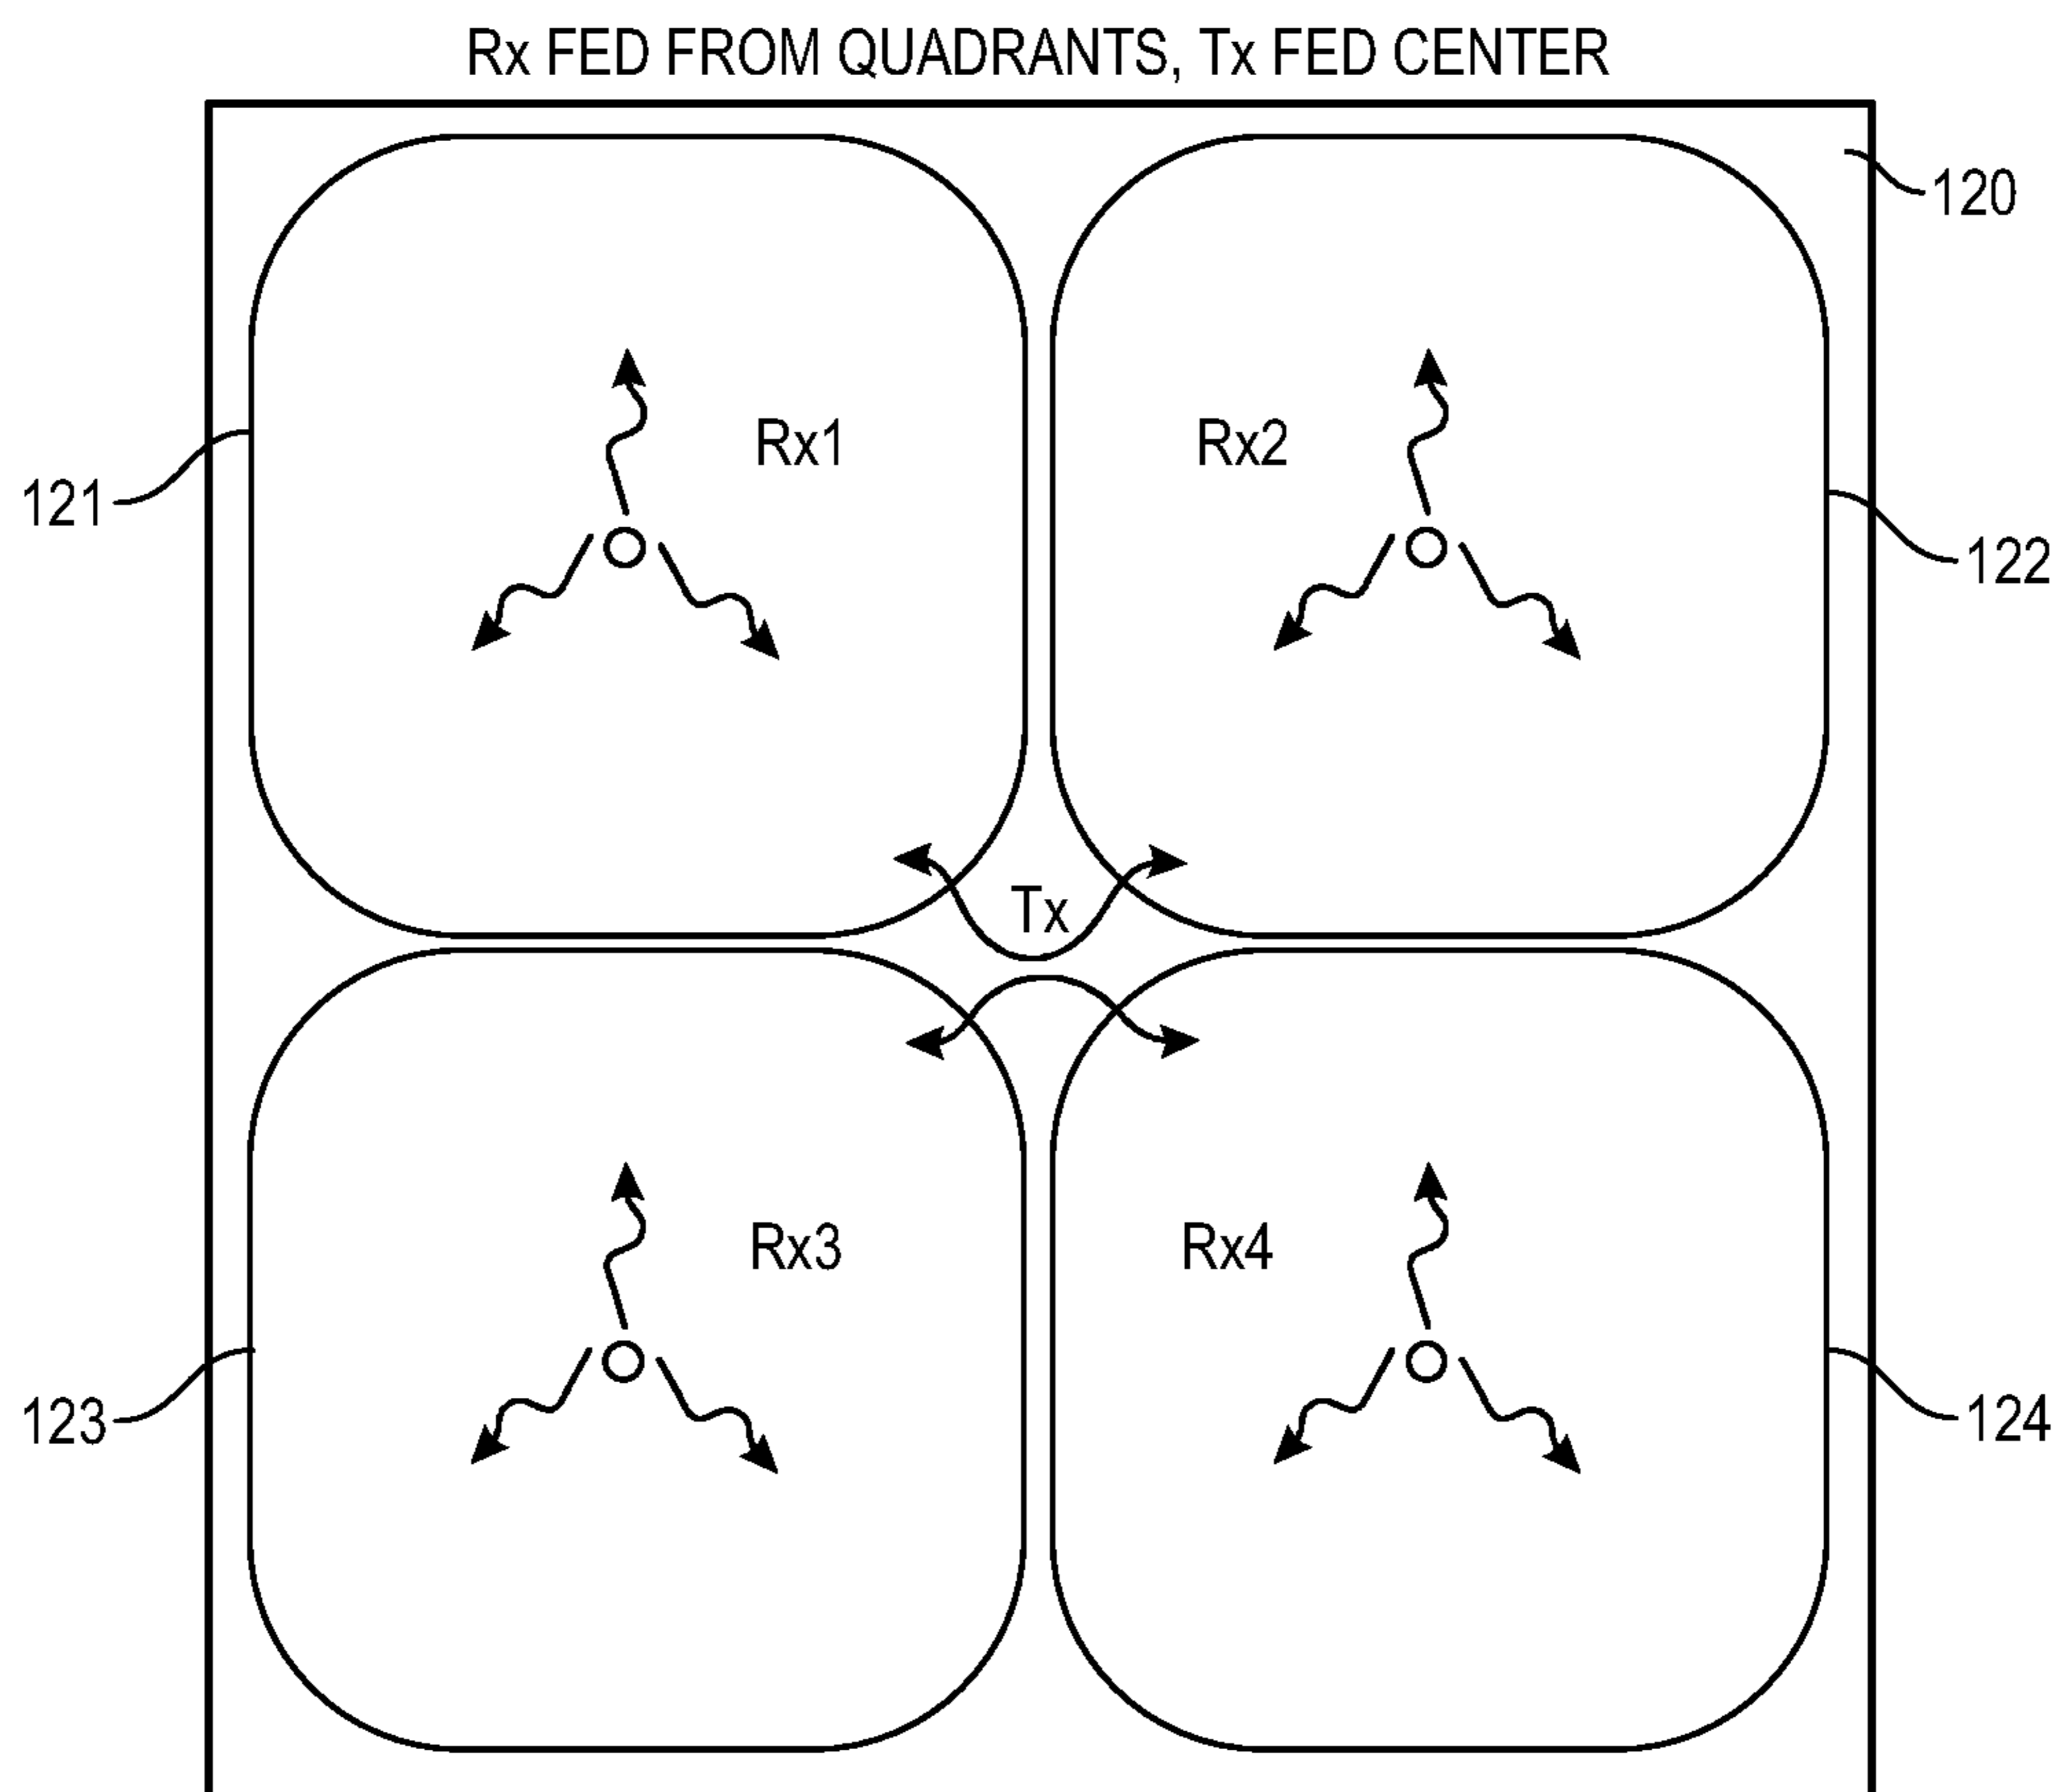 Rx FED FROM QUADRANTS, Tx FED CENTER
120
Rx1
Rx2
121
122
Tx
Rx3
Rx4
123
124